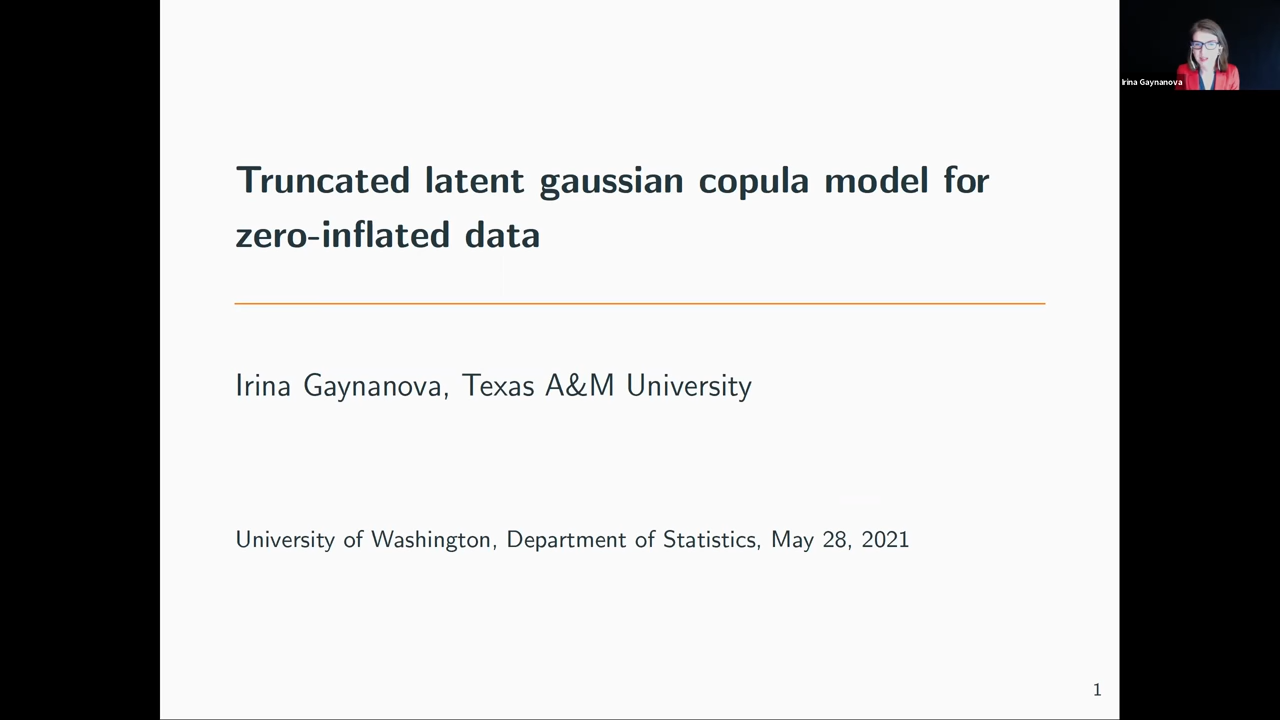 Truncated latent gaussian copula model for
zero-inflated data
Irina Gaynanova, Texas A&M University
University of Washington, Department of Statistics, May 28, 2021
1
Irina Gaynanova